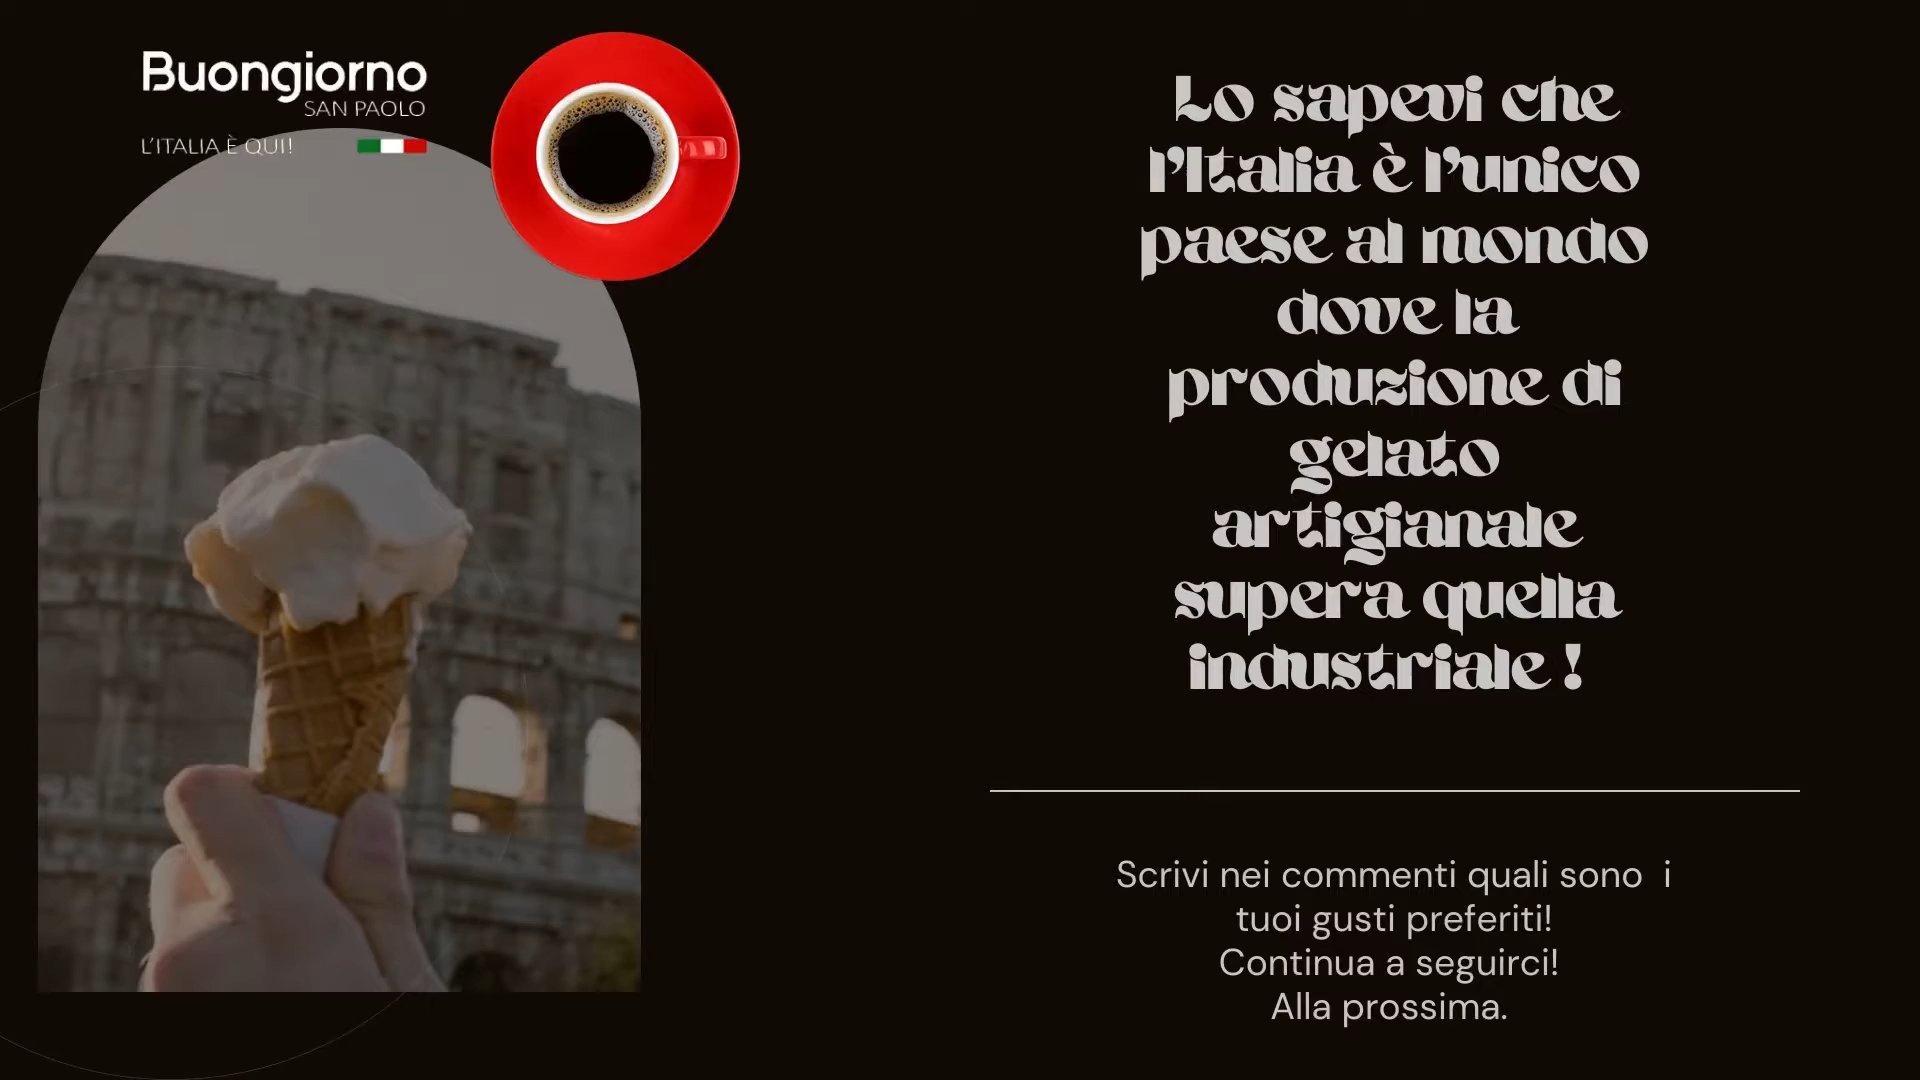 Buongiorno
SAN PAOLO
L'ITALIA È QUI!
Lo sapevi che
l'Italia è l'unico
paese al mondo
dove la
produzione di
gelato
artigianale
supera quella
industriale !
Scrivi nei commenti quali sono  i
tuoi gusti preferiti!
Continua a seguirci!
Alla prossima.